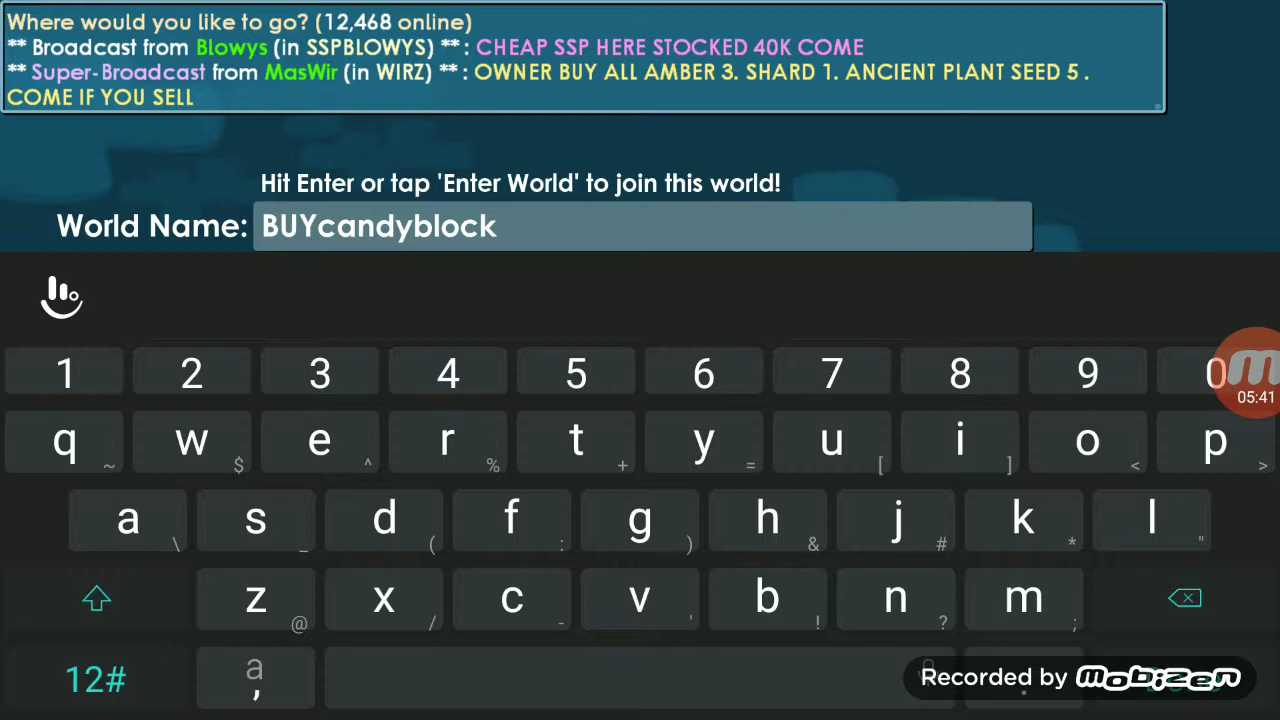 Where would you like to go? (12,468 online)
** Broadcast from Blowys (in SSPBLOWYS) ** : CHEAP SSP HERE STOCKED 40K COME
** Super-Broadcast from MasWir (in WIRZ) ** : OWNER BUY ALL AMBER 3. SHARD 1. ANCIENT PLANT SEED 5 .
COME IF YOU SELL
Hit Enter or tap 'Enter World' to join this world!
World Name: BUYcandyblock
1 2 3 4 5 6 7 8 9 0
05:41
q w e r t y u i o p
~ $ ^ % + = [ ] < >
a s d f g h j k l
\ _ ( : ) & # * "
z x c v b n m
@ / - ' ! ? ;
12# a , .
Recorded by mobizen